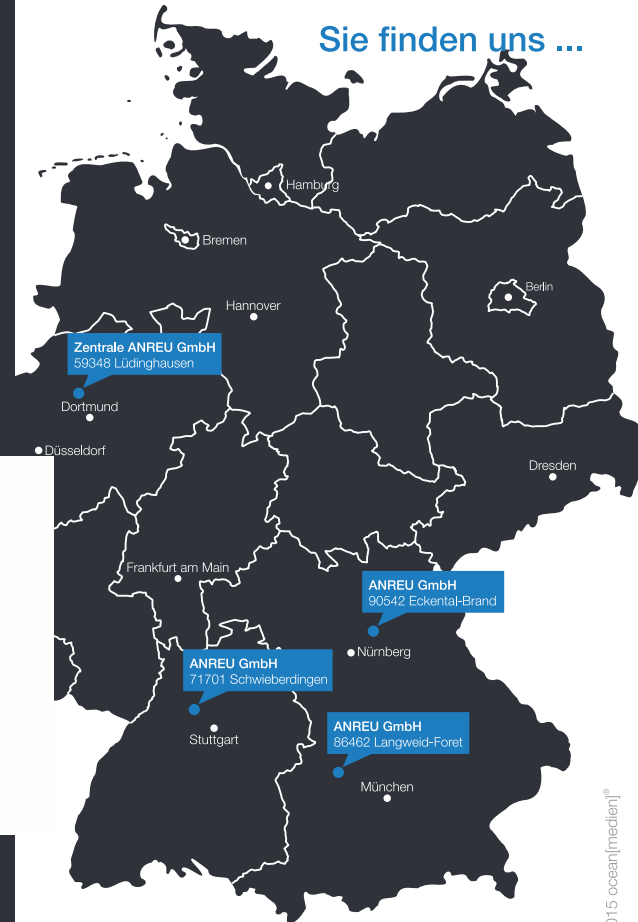 Sie finden uns ...
Hamburg
Bremen
Berlin
Hannover
Zentrale ANREU GmbH
59348 Lüdinghausen
Dortmund
Düsseldorf
Dresden
Frankfurt am Main
ANREU GmbH
90542 Eckental-Brand
Nürnberg
ANREU GmbH
71701 Schwieberdingen
Stuttgart
ANREU GmbH
86462 Langweid-Foret
München
015 ocean[medien]®